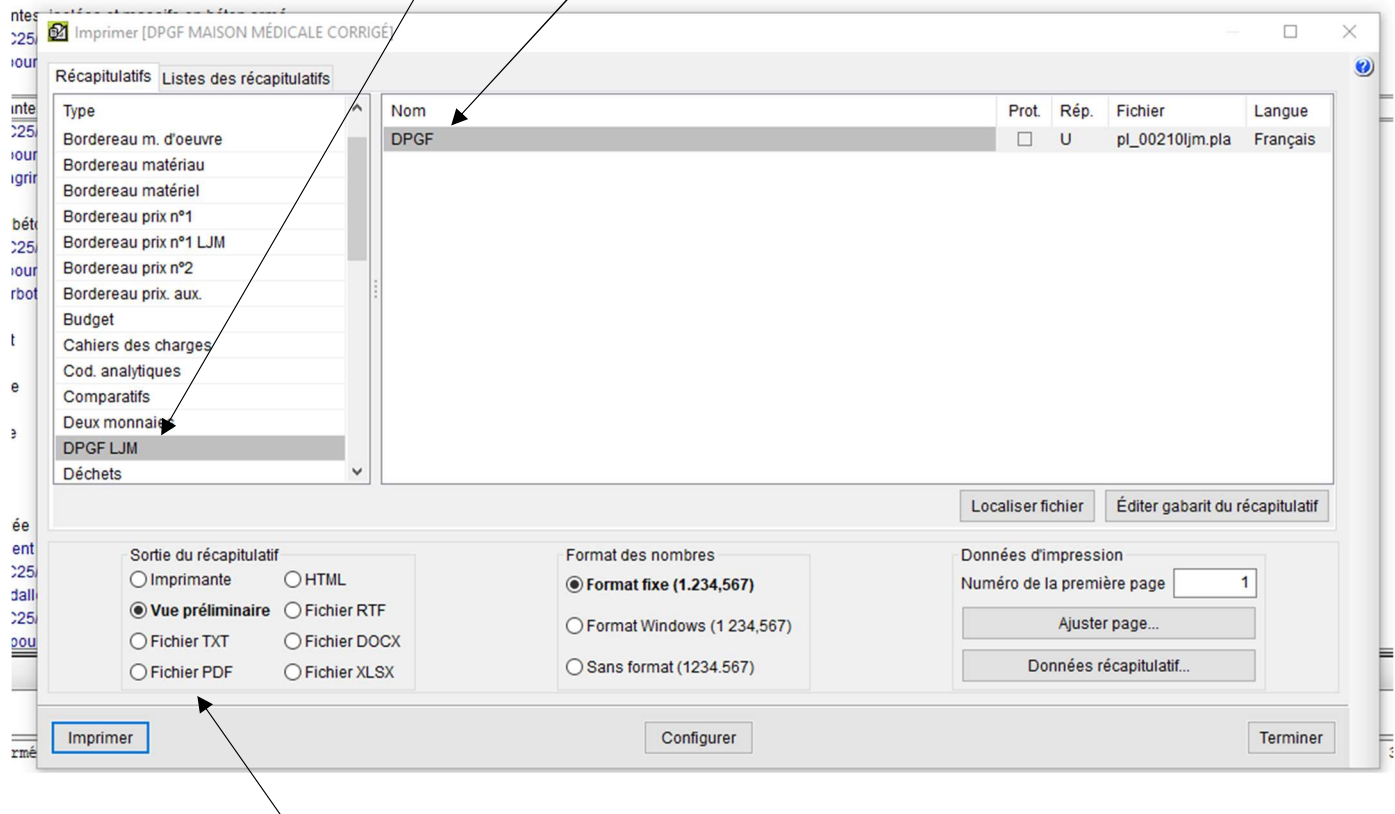 Imprimer [DPGF MAISON MÉDICALE CORRIGÉ]
Récapitulatifs Listes des récapitulatifs
Type
Bordereau m. d'oeuvre
Bordereau matériau
Bordereau matériel
Bordereau prix nº1
Bordereau prix nº1 LJM
Bordereau prix nº2
Bordereau prix. aux.
Budget
Cahiers des charges
Cod. analytiques
Comparatifs
Deux monnaies
DPGF LJM
Déchets
Nom Prot. Rép. Fichier Langue
DPGF U pl_00210ljm.pla Français
Localiser fichier Éditer gabarit du récapitulatif
Sortie du récapitulatif
Imprimante HTML
Vue préliminaire Fichier RTF
Fichier TXT Fichier DOCX
Fichier PDF Fichier XLSX
Format des nombres
Format fixe (1.234,567)
Format Windows (1 234,567)
Sans format (1234.567)
Données d'impression
Numéro de la première page 1
Ajuster page...
Données récapitulatif...
Imprimer Configurer Terminer